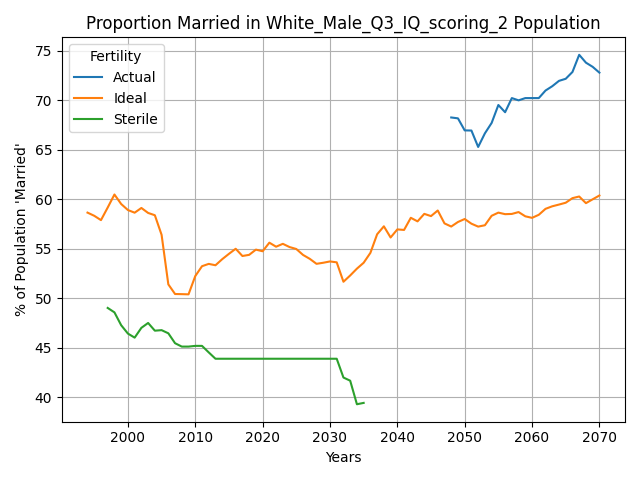 Proportion Married in White_Male_Q3_IQ_scoring_2 Population
% of Population 'Married'
75
70
65
60
55
50
45
40
Fertility
Actual
Ideal
Sterile
2000 2010 2020 2030 2040 2050 2060 2070
Years